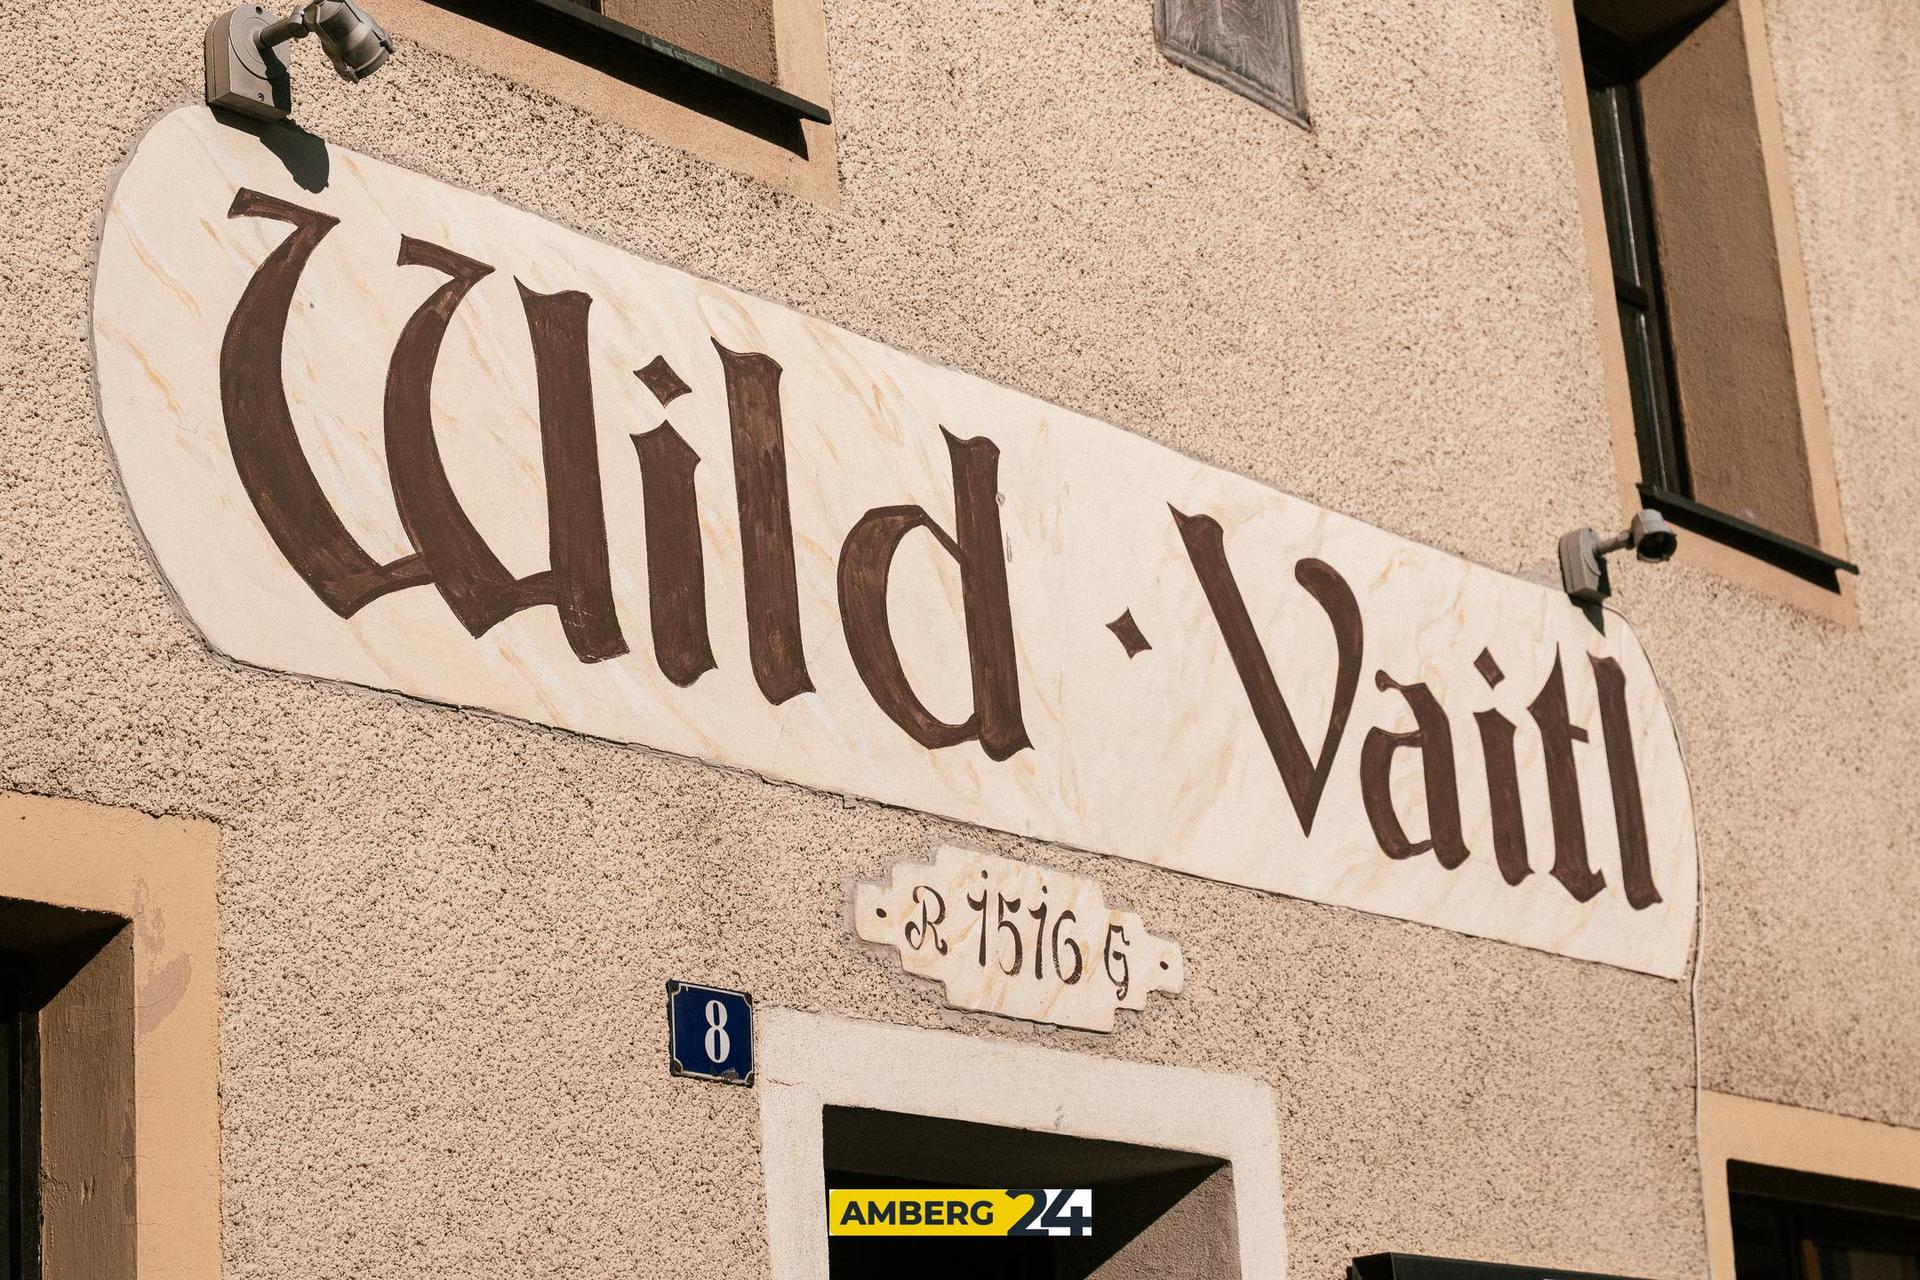 Wild · Vaitl
· R 1516 G ·
8
AMBERG 24